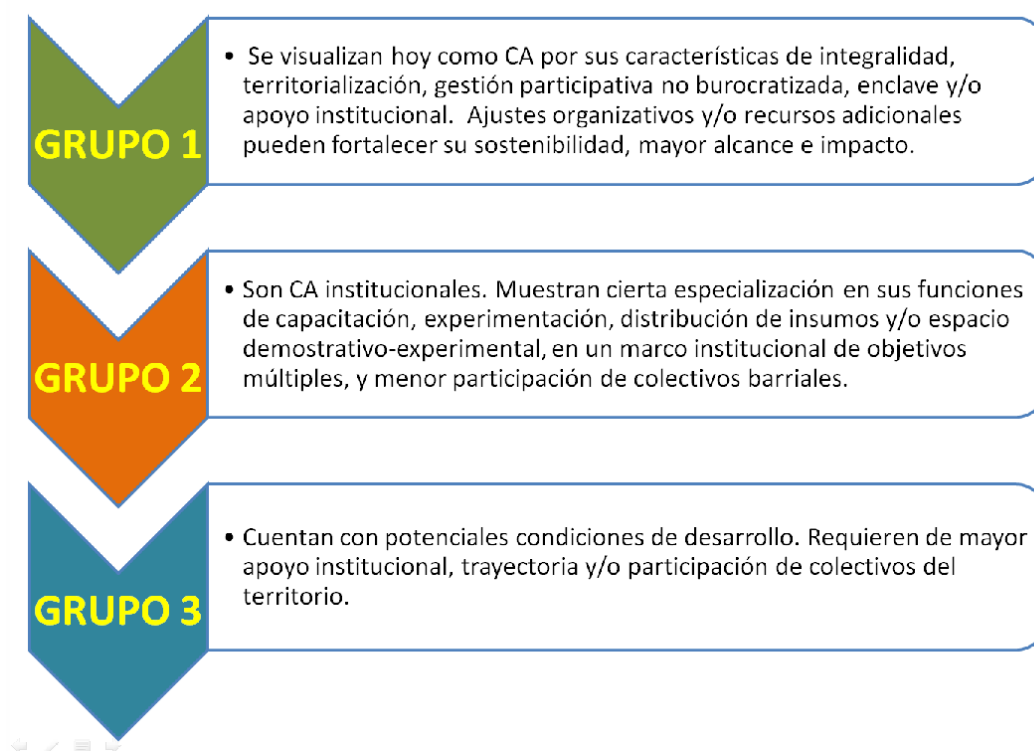 GRUPO 1
• Se visualizan hoy como CA por sus características de integralidad,
territorialización, gestión participativa no burocratizada, enclave y/o
apoyo institucional. Ajustes organizativos y/o recursos adicionales
pueden fortalecer su sostenibilidad, mayor alcance e impacto.
GRUPO 2
• Son CA institucionales. Muestran cierta especialización en sus funciones
de capacitación, experimentación, distribución de insumos y/o espacio
demostrativo-experimental, en un marco institucional de objetivos
múltiples, y menor participación de colectivos barriales.
GRUPO 3
• Cuentan con potenciales condiciones de desarrollo. Requieren de mayor
apoyo institucional, trayectoria y/o participación de colectivos del
territorio.